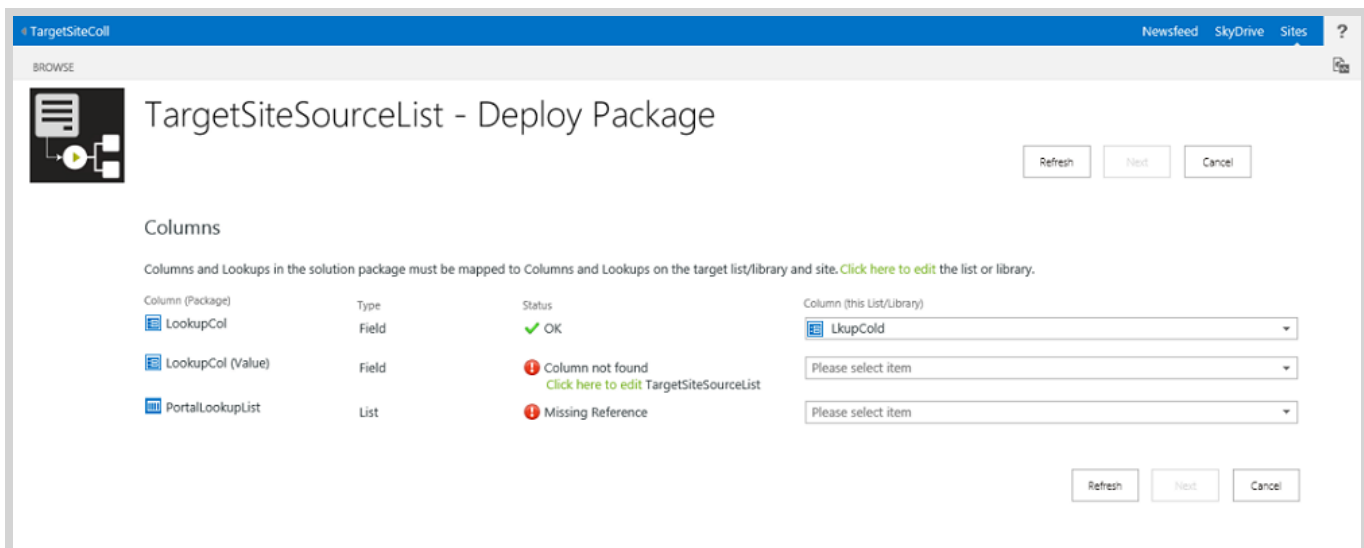 TargetSiteColl
Newsfeed SkyDrive Sites ?
BROWSE
TargetSiteSourceList - Deploy Package
Refresh Next Cancel
Columns
Columns and Lookups in the solution package must be mapped to Columns and Lookups on the target list/library and site. Click here to edit the list or library.
Column (Package) Type Status Column (this List/Library)
LookupCol Field OK LkupCold
LookupCol (Value) Field Column not found Please select item
Click here to edit TargetSiteSourceList
PortalLookupList List Missing Reference Please select item
Refresh Next Cancel